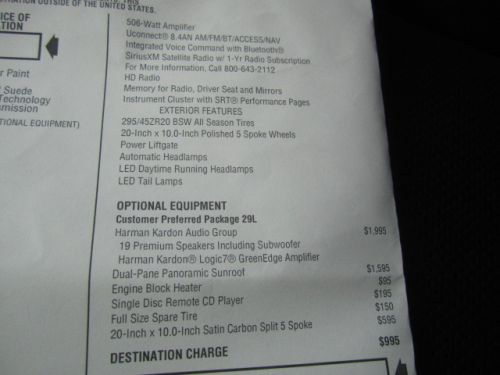 ATION OUTSIDE OF THE UNITED STATES.
ICE OF
TION
r Paint
Suede
Technology
smission
TIONAL EQUIPMENT)
506-Watt Amplifier
Uconnect® 8.4AN AM/FM/BT/ACCESS/NAV
Integrated Voice Command with Bluetooth®
SiriusXM Satellite Radio w/ 1-Yr Radio Subscription
For More Information, Call 800-643-2112
HD Radio
Memory for Radio, Driver Seat and Mirrors
Instrument Cluster with SRT® Performance Pages
EXTERIOR FEATURES
295/45ZR20 BSW All Season Tires
20-Inch x 10.0-Inch Polished 5 Spoke Wheels
Power Liftgate
Automatic Headlamps
LED Daytime Running Headlamps
LED Tail Lamps
OPTIONAL EQUIPMENT
Customer Preferred Package 29L
Harman Kardon Audio Group $1,995
19 Premium Speakers Including Subwoofer
Harman Kardon® Logic7® GreenEdge Amplifier
Dual-Pane Panoramic Sunroof $1,595
Engine Block Heater $95
Single Disc Remote CD Player $195
Full Size Spare Tire $150
20-Inch x 10.0-Inch Satin Carbon Split 5 Spoke $595
DESTINATION CHARGE $995